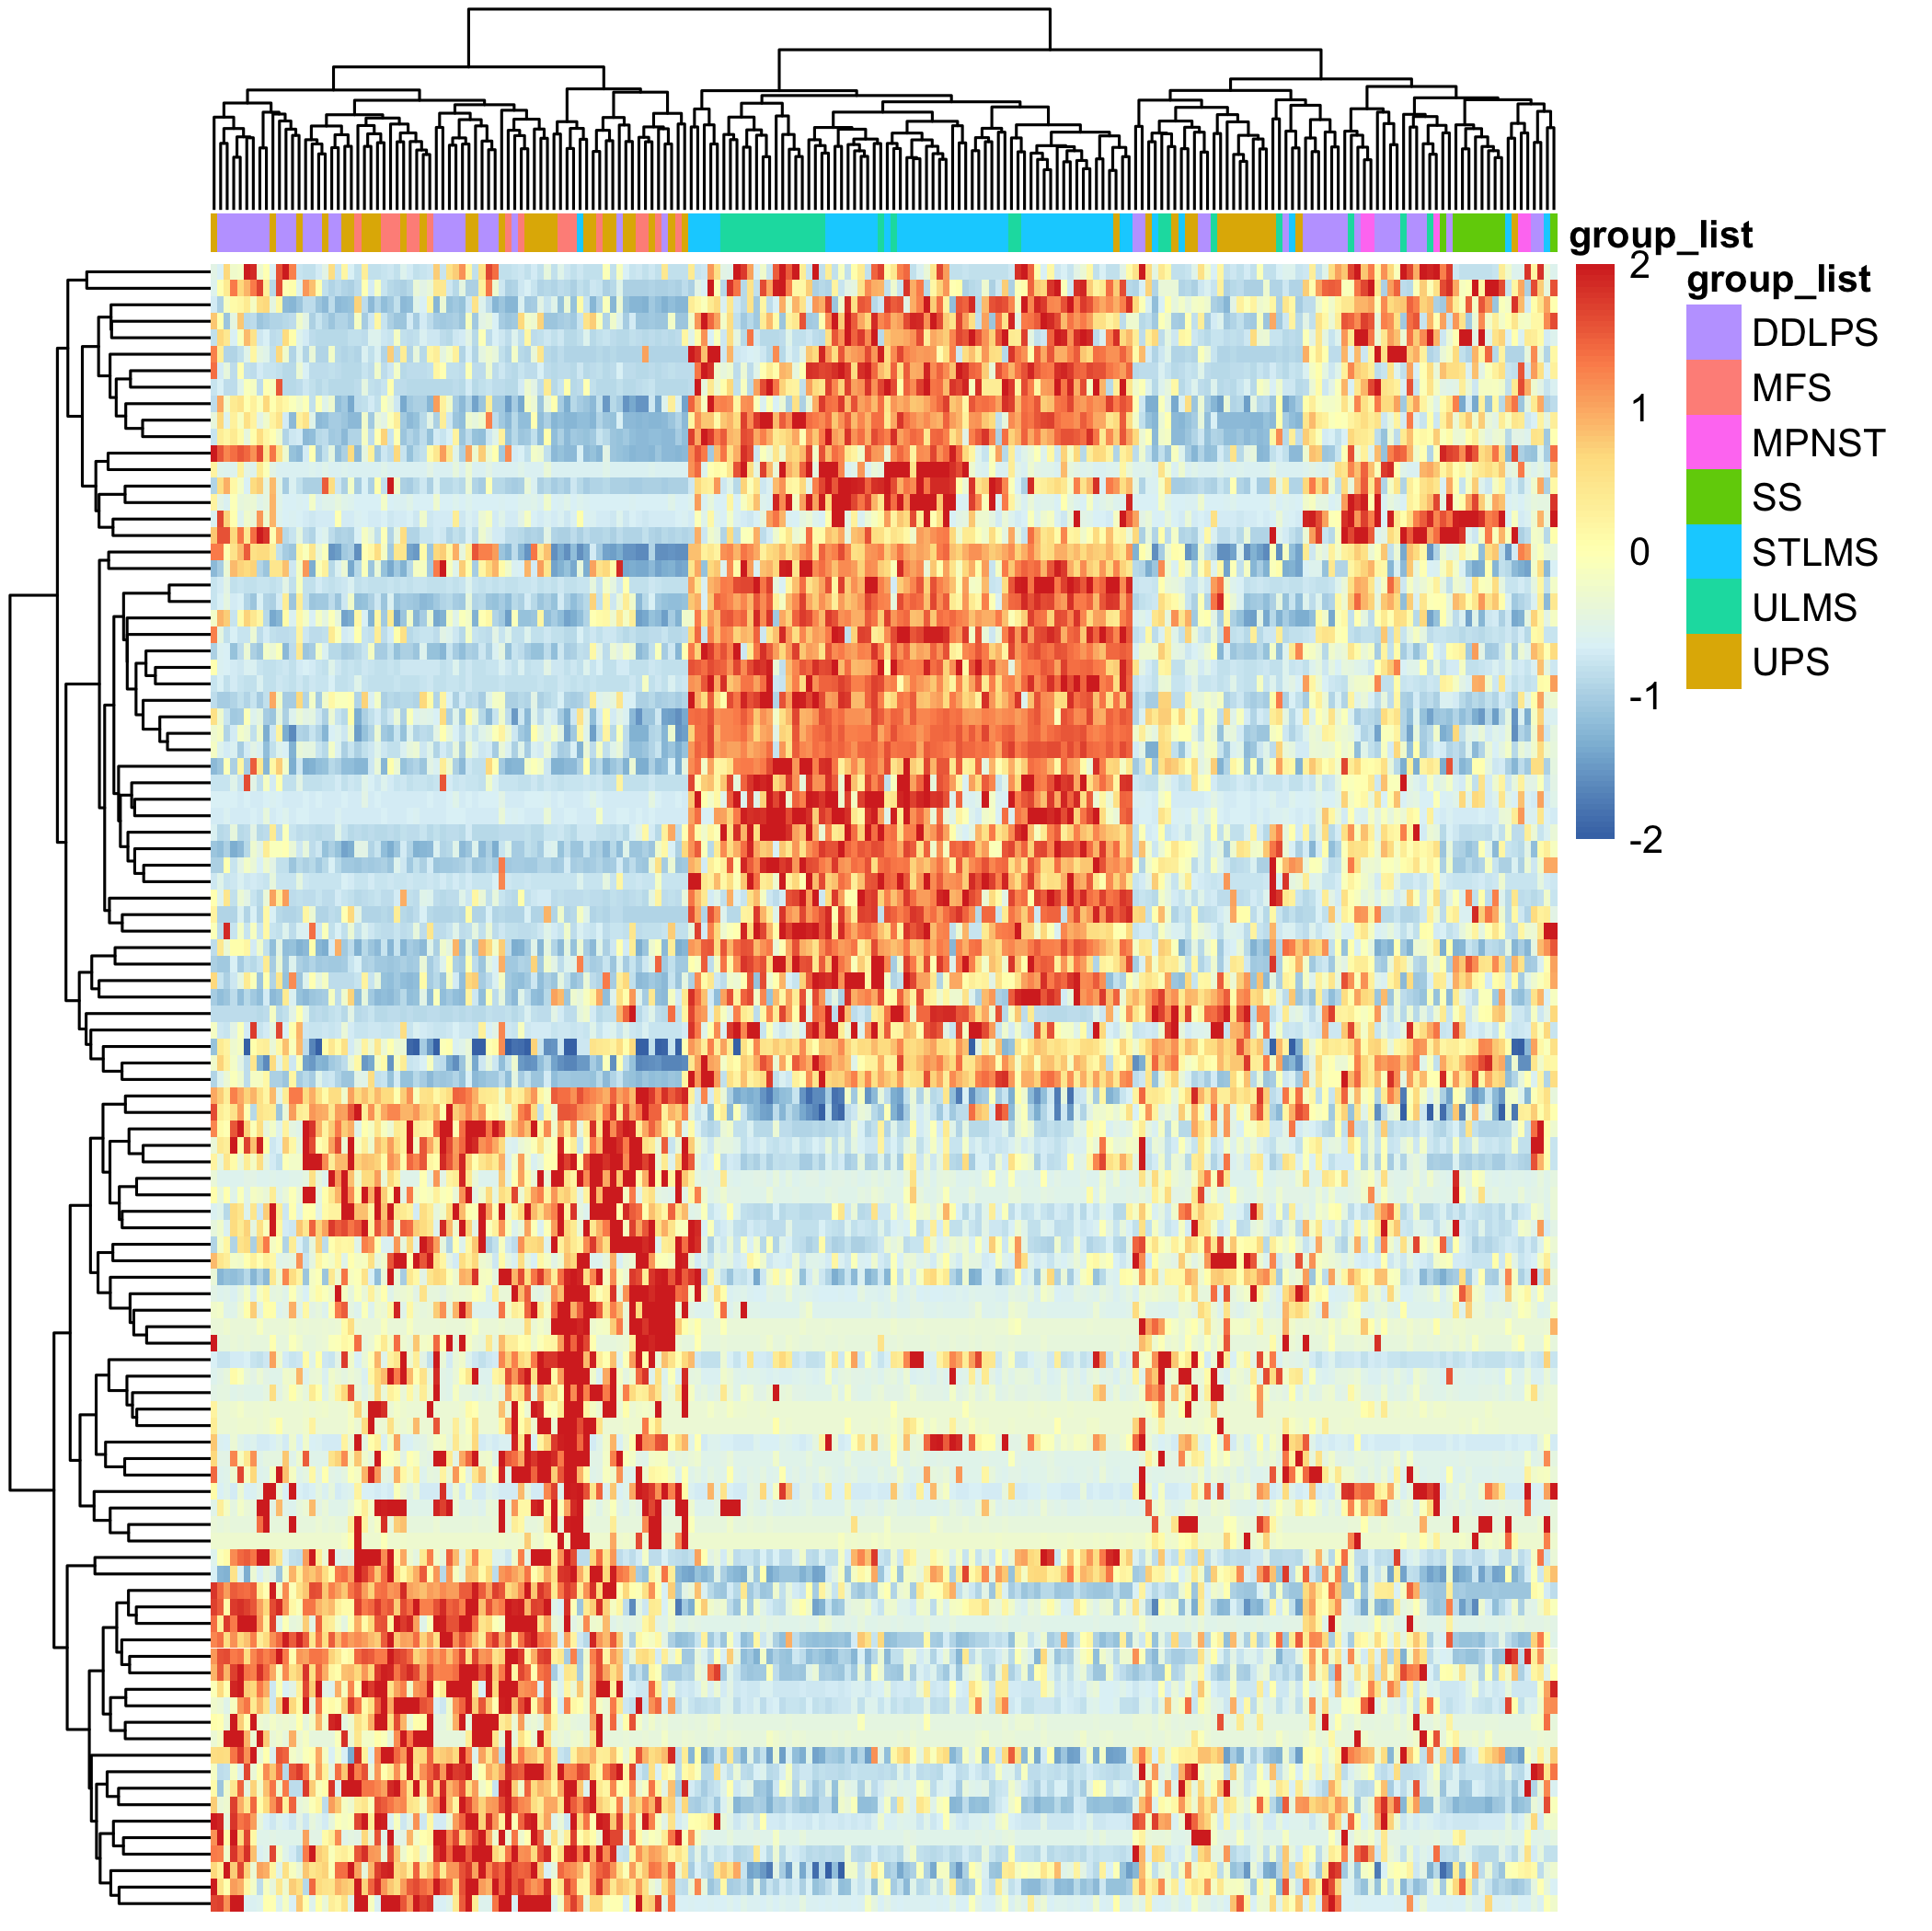 group_list
2
1
0
-1
-2
group_list
DDLPS
MFS
MPNST
SS
STLMS
ULMS
UPS